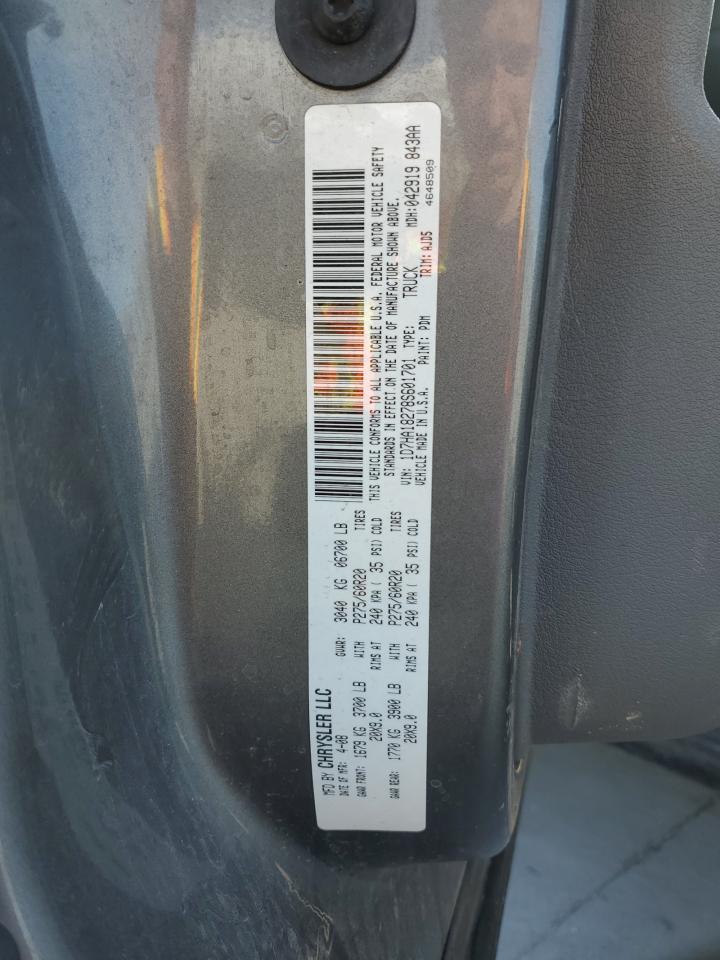 MFD BY CHRYSLER LLC
DATE OF MFR: 4-08 GVWR: 3040 KG 06700 LB
GAWR FRONT: 1679 KG 3700 LB WITH P275/60R20 TIRES
20X9.0 RIMS AT 240 KPA ( 35 PSI) COLD
GAWR REAR: 1770 KG 3900 LB WITH P275/60R20 TIRES
20X9.0 RIMS AT 240 KPA ( 35 PSI) COLD
THIS VEHICLE CONFORMS TO ALL APPLICABLE U.S.A. FEDERAL MOTOR VEHICLE SAFETY
STANDARDS IN EFFECT ON THE DATE OF MANUFACTURE SHOWN ABOVE.
VIN: 1D7HA18278S601701 TYPE: TRUCK MDH:042919 843AA
VEHICLE MADE IN U.S.A. PAINT: PDM TRIM: AJD5 4648509